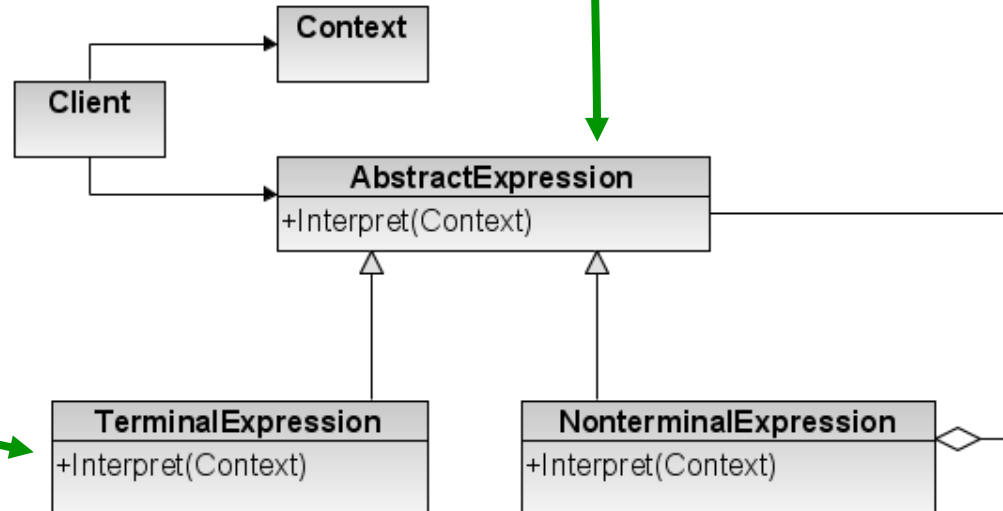 Context
Client
AbstractExpression
+Interpret(Context)
TerminalExpression
NonterminalExpression
+Interpret(Context)
+Interpret(Context)